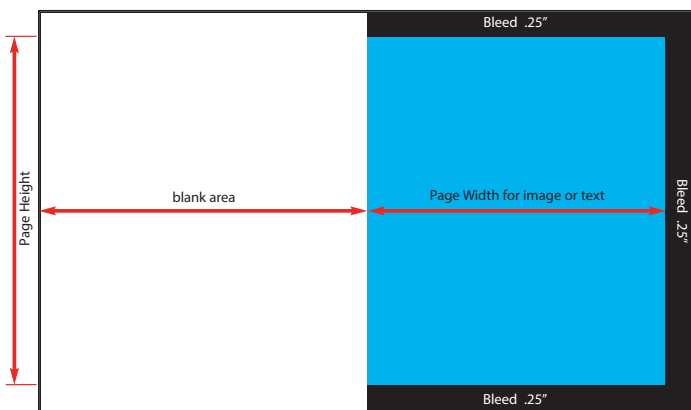 Bleed .25"
Page Height
blank area
Page Width for image or text
Bleed .25"
Bleed .25"